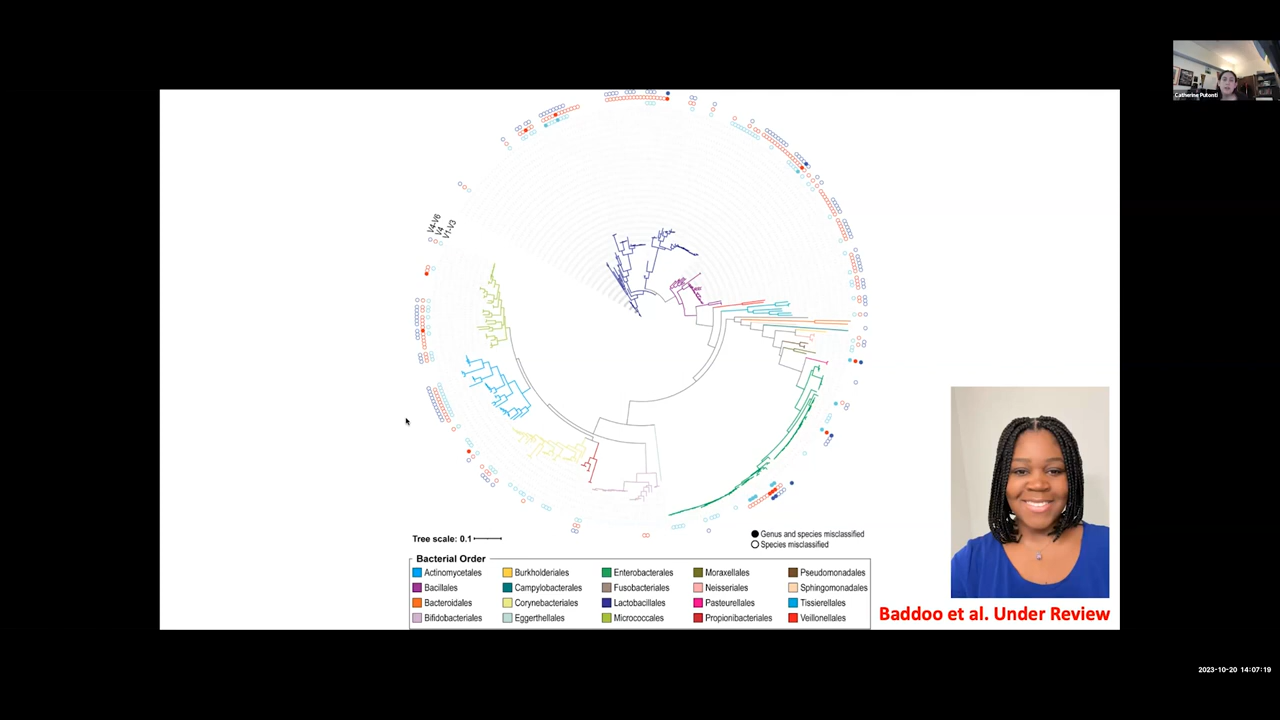 Catherine Putonti
V4-V6
V4
V1-V3
Tree scale: 0.1
Genus and species misclassified
Species misclassified
Bacterial Order
Actinomycetales
Burkholderiales
Enterobacterales
Moraxellales
Pseudomonadales
Bacillales
Campylobacterales
Fusobacteriales
Neisseriales
Sphingomonadales
Bacteroidales
Corynebacteriales
Lactobacillales
Pasteurellales
Tissierellales
Bifidobacteriales
Eggerthellales
Micrococcales
Propionibacteriales
Veillonellales
Baddoo et al. Under Review
2023-10-20 14:07:19